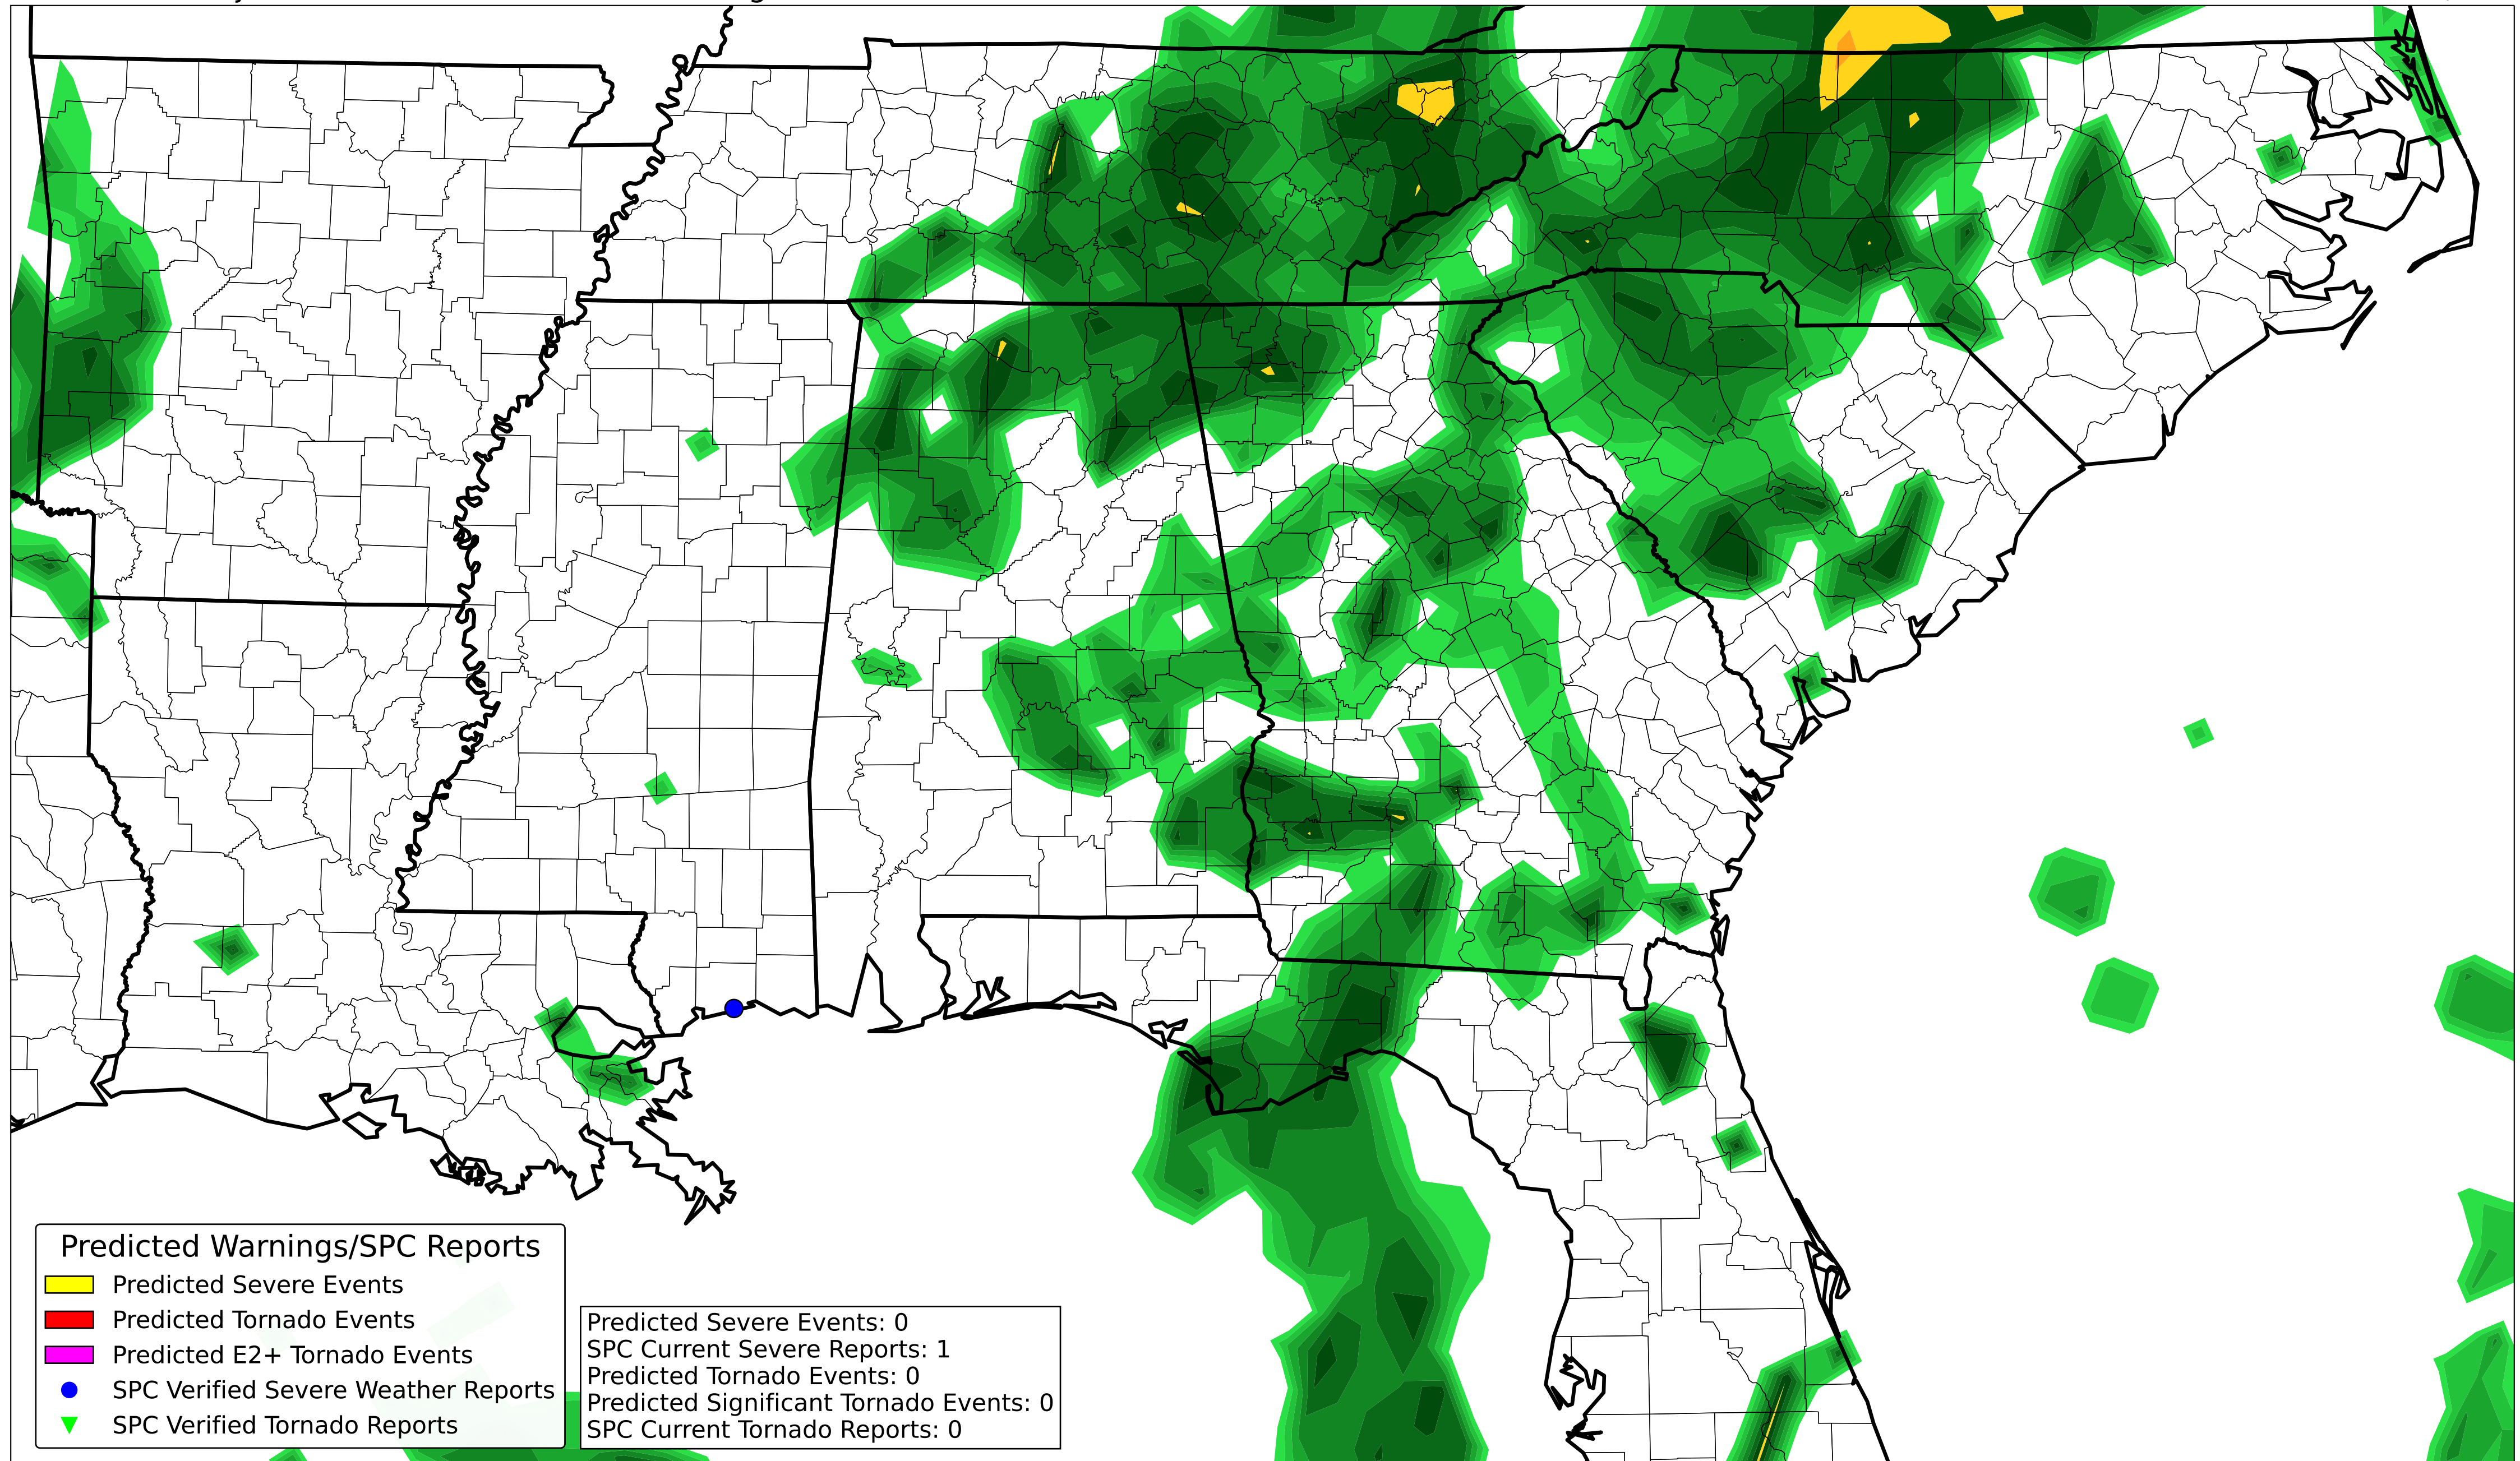 Predicted Warnings/SPC Reports
Predicted Severe Events
Predicted Tornado Events
Predicted E2+ Tornado Events
SPC Verified Severe Weather Reports
SPC Verified Tornado Reports
Predicted Severe Events: 0
SPC Current Severe Reports: 1
Predicted Tornado Events: 0
Predicted Significant Tornado Events: 0
SPC Current Tornado Reports: 0